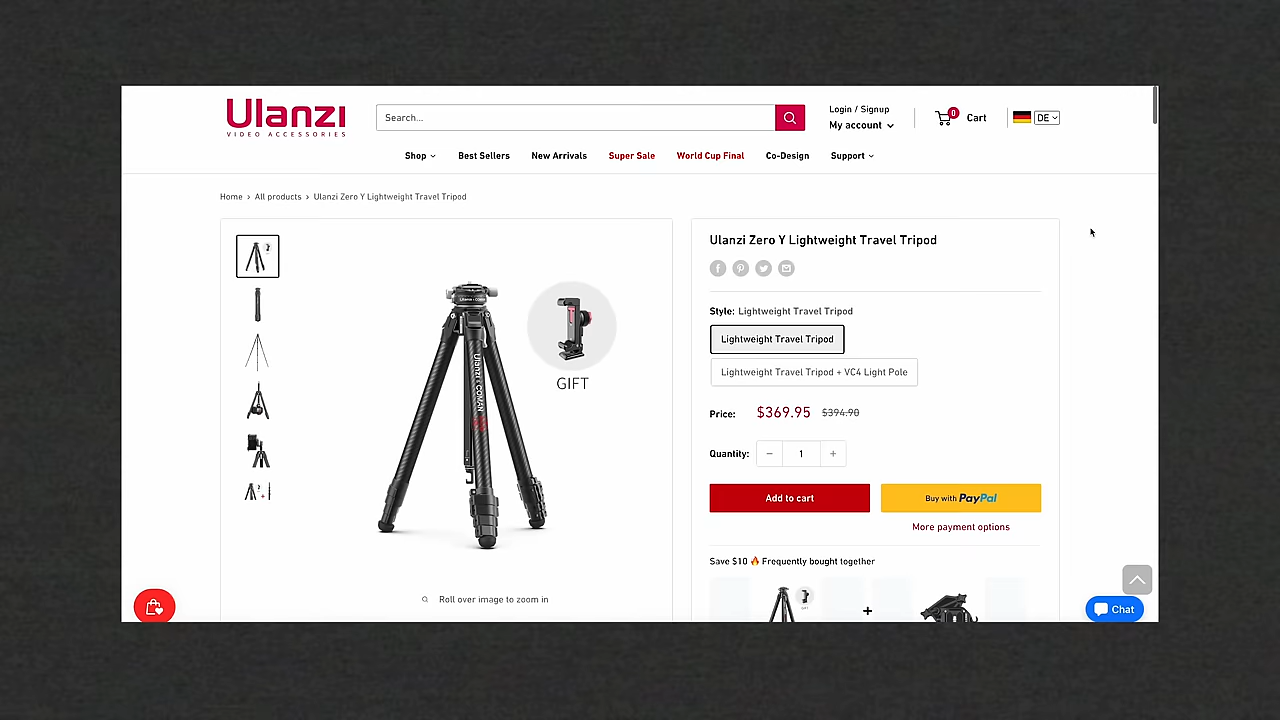 Ulanzi
VIDEO ACCESSORIES
Search...
Login / Signup
My account
0
Cart
DE
Shop
Best Sellers
New Arrivals
Super Sale
World Cup Final
Co-Design
Support
Home › All products › Ulanzi Zero Y Lightweight Travel Tripod
Ulanzi x COMAN
GIFT
Roll over image to zoom in
Ulanzi Zero Y Lightweight Travel Tripod
Style: Lightweight Travel Tripod
Lightweight Travel Tripod
Lightweight Travel Tripod + VC4 Light Pole
Price: $369.95 $394.90
Quantity: − 1 +
Add to cart
Buy with PayPal
More payment options
Save $10 🔥 Frequently bought together
+
Chat